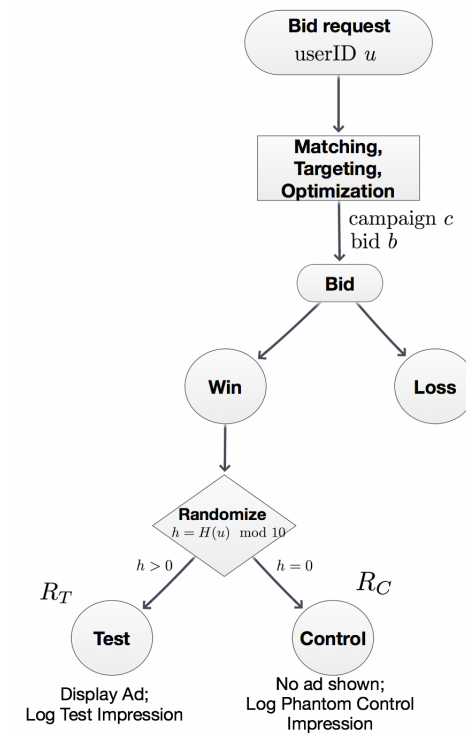 Bid request
userID u
Matching,
Targeting,
Optimization
campaign c
bid b
Bid
Win
Loss
Randomize
h = H(u) mod 10
h > 0
h = 0
R_T
R_C
Test
Control
Display Ad;
Log Test Impression
No ad shown;
Log Phantom Control
Impression